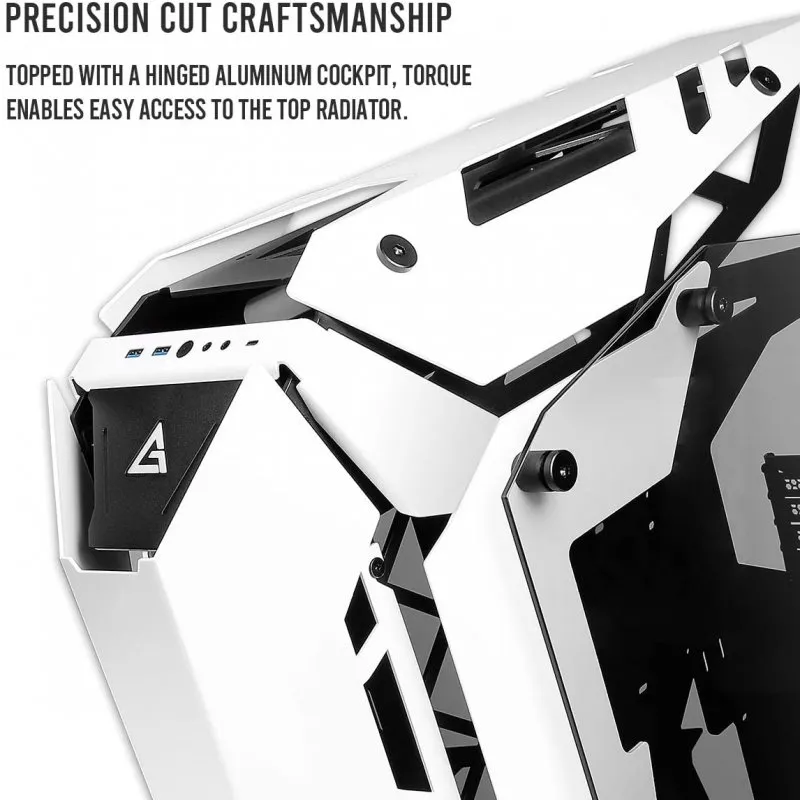 PRECISION CUT CRAFTSMANSHIP
TOPPED WITH A HINGED ALUMINUM COCKPIT, TORQUE
ENABLES EASY ACCESS TO THE TOP RADIATOR.